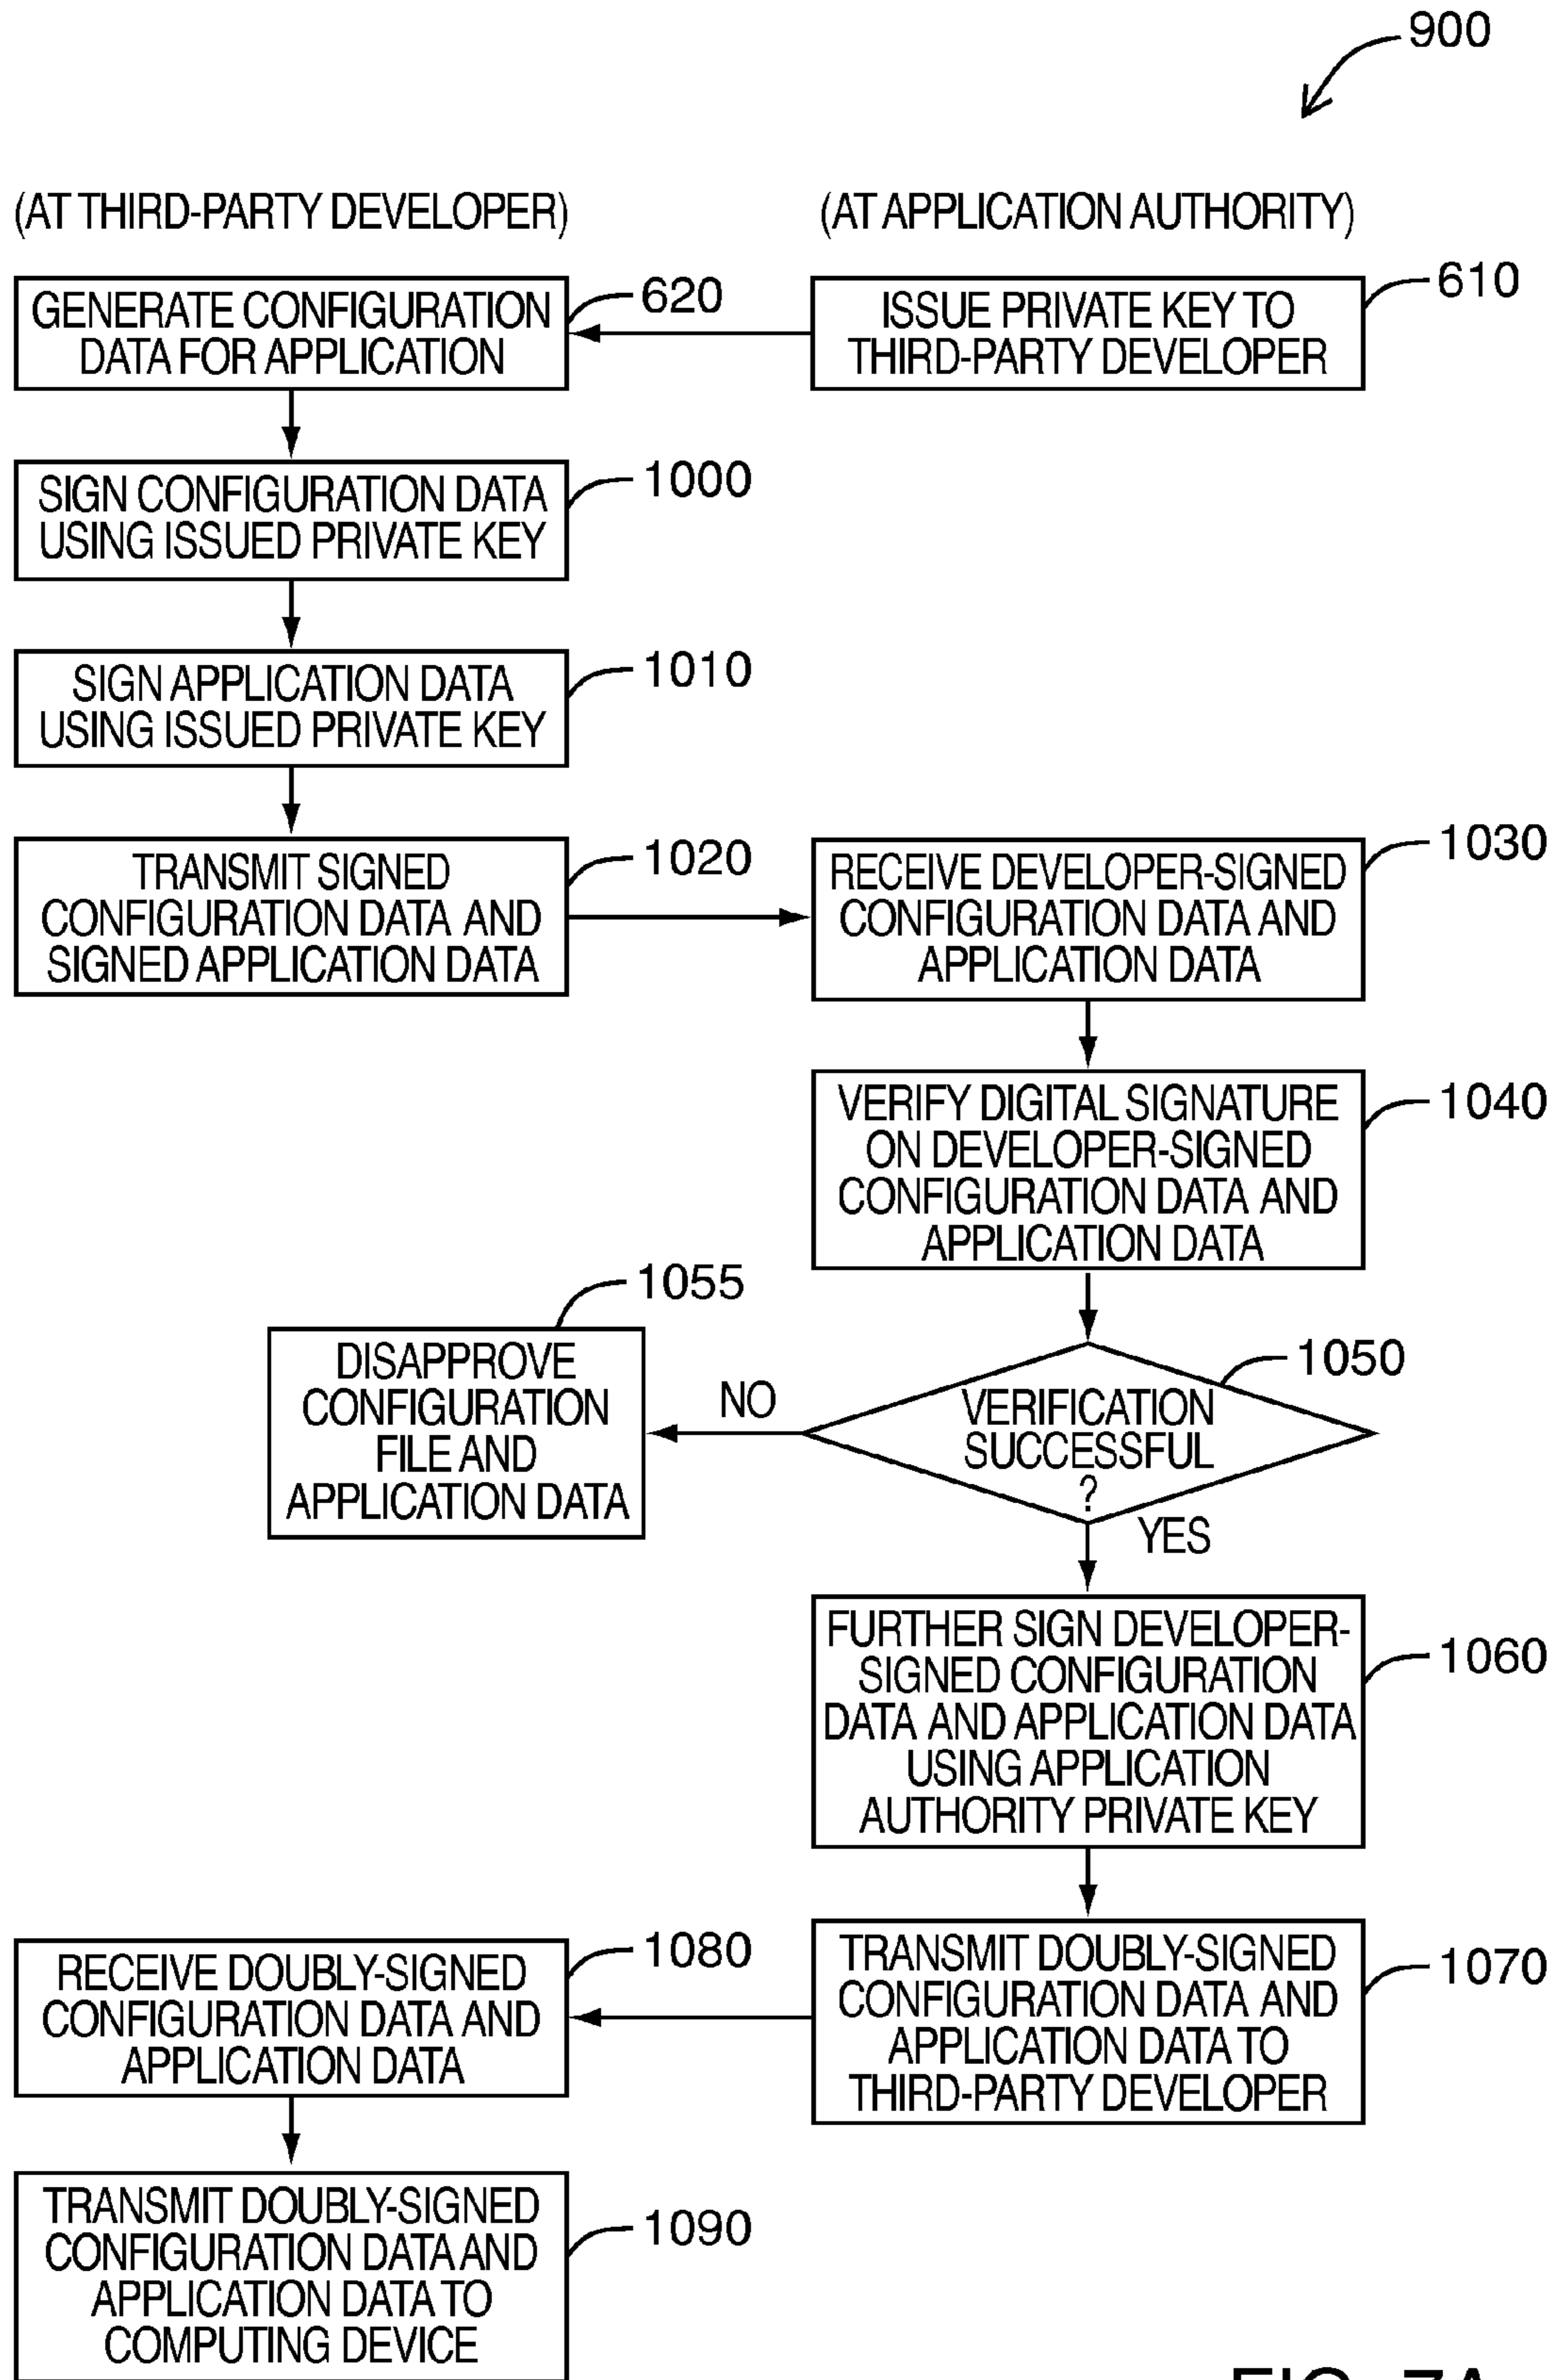 900
(AT THIRD-PARTY DEVELOPER)
(AT APPLICATION AUTHORITY)
GENERATE CONFIGURATION
DATA FOR APPLICATION
620
ISSUE PRIVATE KEY TO
THIRD-PARTY DEVELOPER
610
SIGN CONFIGURATION DATA
USING ISSUED PRIVATE KEY
1000
SIGN APPLICATION DATA
USING ISSUED PRIVATE KEY
1010
TRANSMIT SIGNED
CONFIGURATION DATA AND
SIGNED APPLICATION DATA
1020
RECEIVE DEVELOPER-SIGNED
CONFIGURATION DATA AND
APPLICATION DATA
1030
VERIFY DIGITAL SIGNATURE
ON DEVELOPER-SIGNED
CONFIGURATION DATA AND
APPLICATION DATA
1040
1055
DISAPPROVE
CONFIGURATION
FILE AND
APPLICATION DATA
NO
VERIFICATION
SUCCESSFUL
?
1050
YES
FURTHER SIGN DEVELOPER-
SIGNED CONFIGURATION
DATA AND APPLICATION DATA
USING APPLICATION
AUTHORITY PRIVATE KEY
1060
TRANSMIT DOUBLY-SIGNED
CONFIGURATION DATA AND
APPLICATION DATA TO
THIRD-PARTY DEVELOPER
1070
RECEIVE DOUBLY-SIGNED
CONFIGURATION DATA AND
APPLICATION DATA
1080
TRANSMIT DOUBLY-SIGNED
CONFIGURATION DATA AND
APPLICATION DATA TO
COMPUTING DEVICE
1090
FIG. 7A